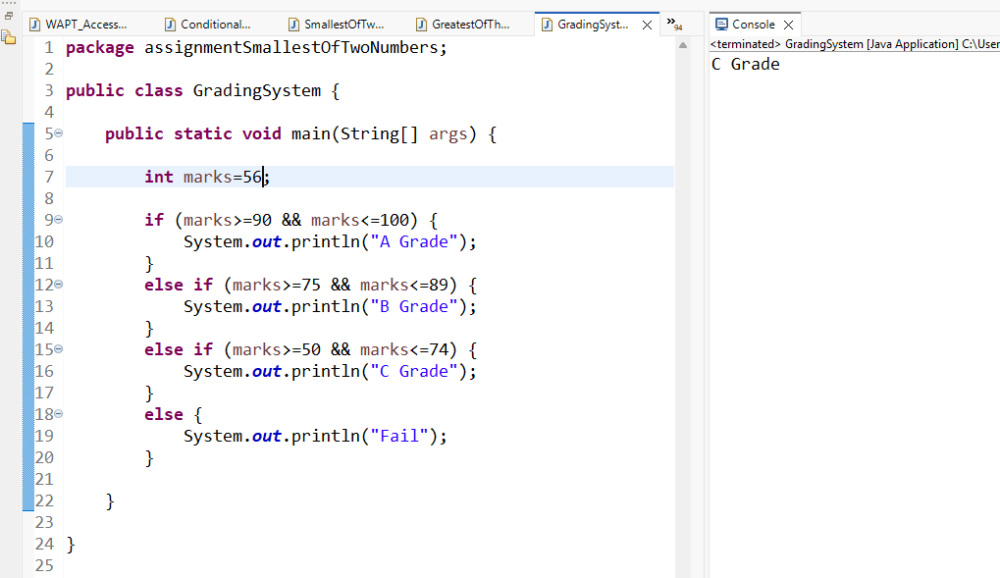 WAPT_Access... Conditional... SmallestOfTw... GreatestOfTh... GradingSyst... 94
1 package assignmentSmallestOfTwoNumbers;
2
3 public class GradingSystem {
4
5 public static void main(String[] args) {
6
7 int marks=56;
8
9 if (marks>=90 && marks<=100) {
10 System.out.println("A Grade");
11 }
12 else if (marks>=75 && marks<=89) {
13 System.out.println("B Grade");
14 }
15 else if (marks>=50 && marks<=74) {
16 System.out.println("C Grade");
17 }
18 else {
19 System.out.println("Fail");
20 }
21
22 }
23
24 }
25
Console
<terminated> GradingSystem [Java Application] C:\User
C Grade